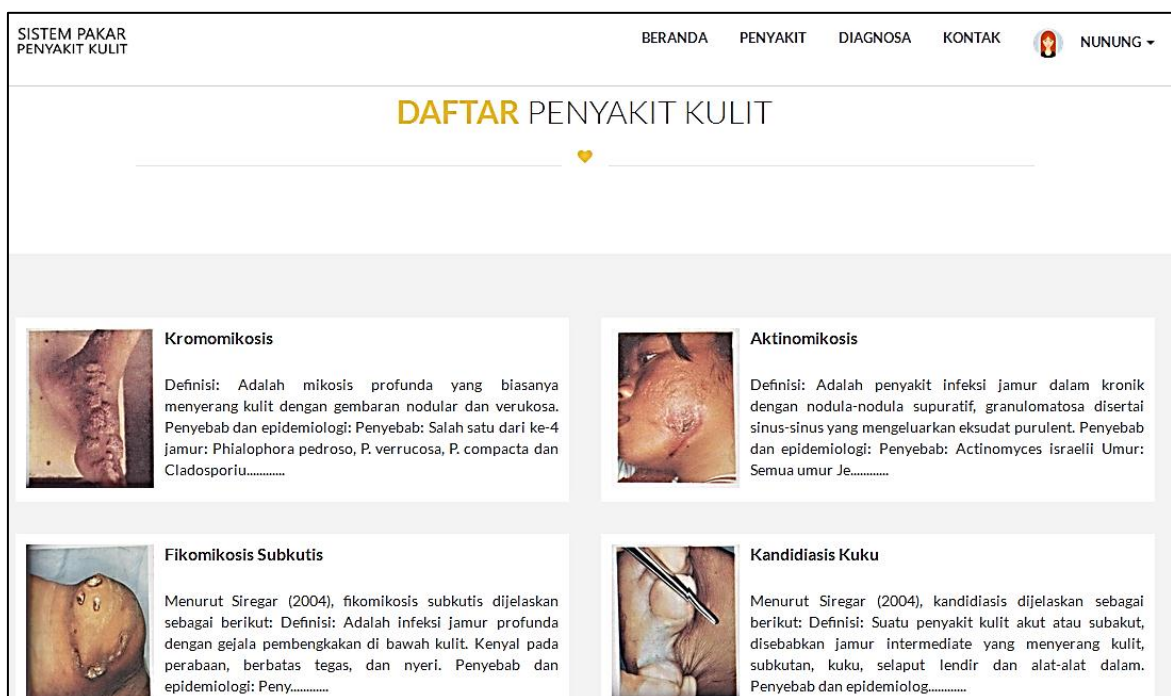 SISTEM PAKAR
PENYAKIT KULIT
BERANDA PENYAKIT DIAGNOSA KONTAK NUNUNG
DAFTAR PENYAKIT KULIT
Kromomikosis
Definisi: Adalah mikosis profunda yang biasanya
menyerang kulit dengan gembaran nodular dan verukosa.
Penyebab dan epidemiologi: Penyebab: Salah satu dari ke-4
jamur: Phialophora pedroso, P. verrucosa, P. compacta dan
Cladosporiu............
Aktinomikosis
Definisi: Adalah penyakit infeksi jamur dalam kronik
dengan nodula-nodula supuratif, granulomatosa disertai
sinus-sinus yang mengeluarkan eksudat purulent. Penyebab
dan epidemiologi: Penyebab: Actinomyces israelii Umur:
Semua umur Je............
Fikomikosis Subkutis
Menurut Siregar (2004), fikomikosis subkutis dijelaskan
sebagai berikut: Definisi: Adalah infeksi jamur profunda
dengan gejala pembengkakan di bawah kulit. Kenyal pada
perabaan, berbatas tegas, dan nyeri. Penyebab dan
epidemiologi: Peny............
Kandidiasis Kuku
Menurut Siregar (2004), kandidiasis dijelaskan sebagai
berikut: Definisi: Suatu penyakit kulit akut atau subakut,
disebabkan jamur intermediate yang menyerang kulit,
subkutan, kuku, selaput lendir dan alat-alat dalam.
Penyebab dan epidemiolog............